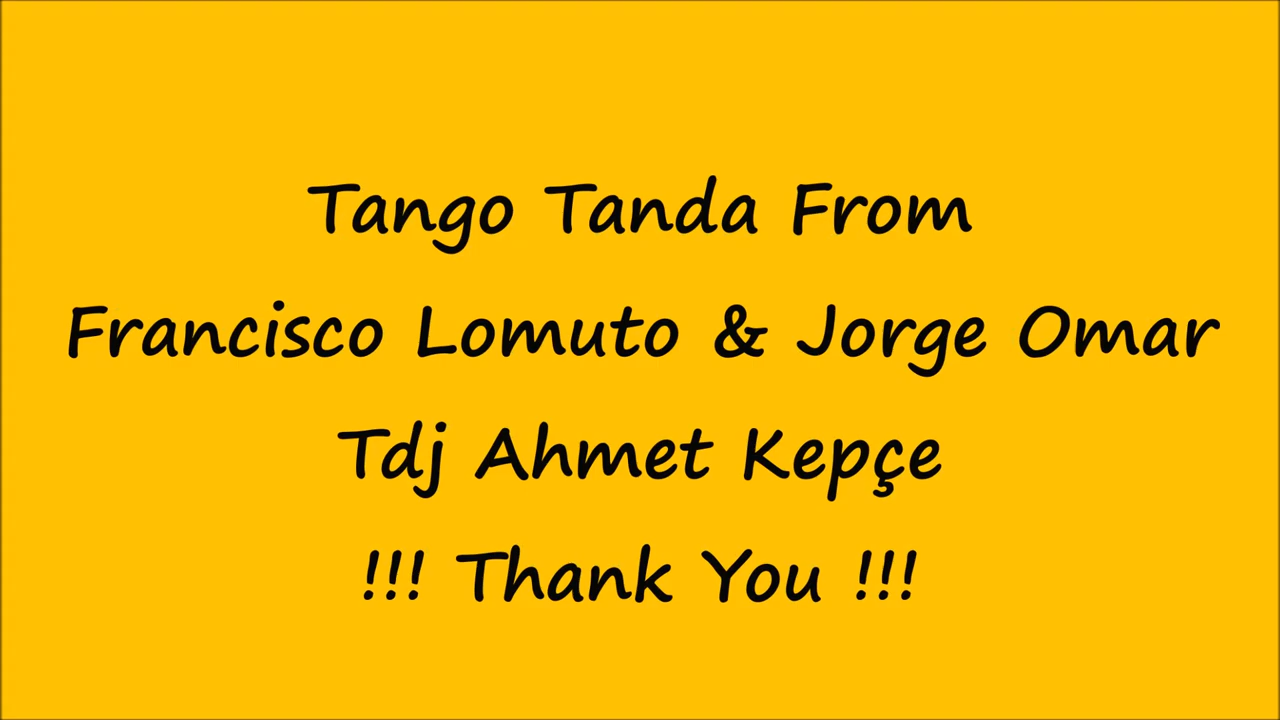 Tango Tanda From
Francisco Lomuto & Jorge Omar
Tdj Ahmet Kepçe
!!! Thank You !!!